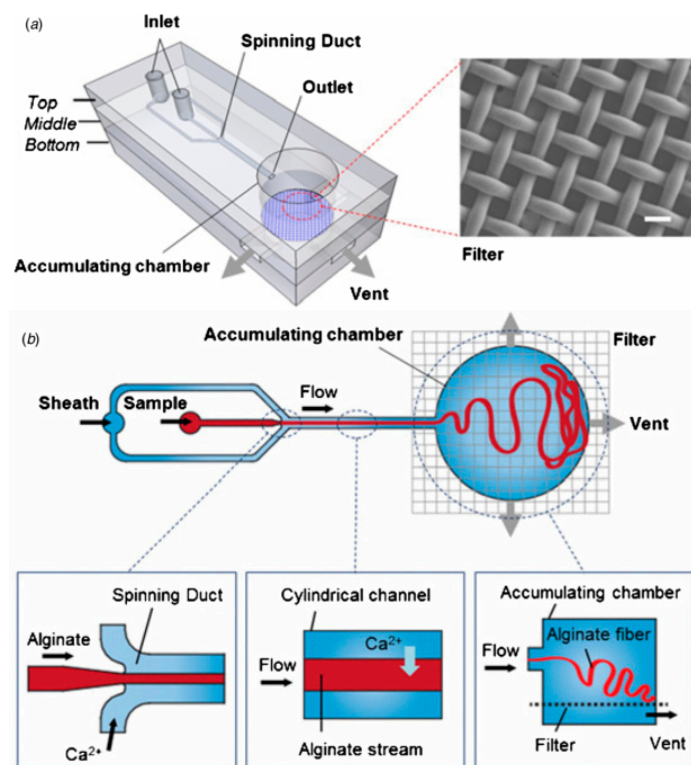 (a)
Inlet
Spinning Duct
Outlet
Top
Middle
Bottom
Accumulating chamber
Vent
Filter
(b)
Accumulating chamber
Filter
Flow
Sheath
Sample
Vent
Spinning Duct
Alginate
Ca2+
Cylindrical channel
Ca2+
Flow
Alginate stream
Accumulating chamber
Alginate fiber
Flow
Filter
Vent